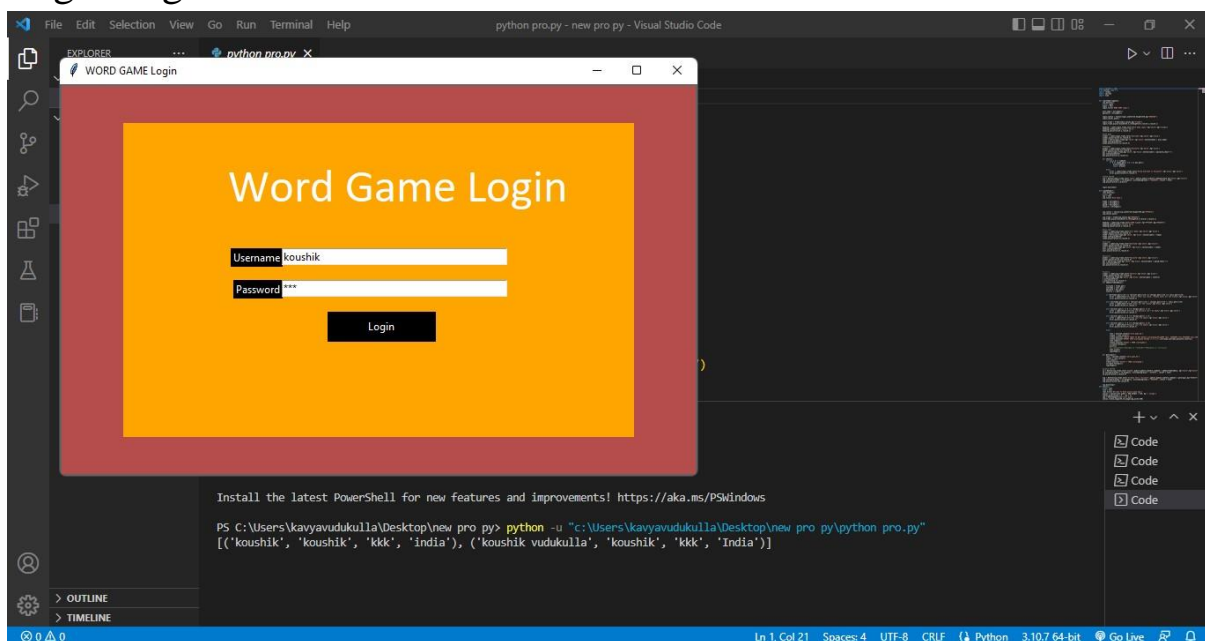 File Edit Selection View Go Run Terminal Help python pro.py - new pro py - Visual Studio Code
EXPLORER ··· python pro.py ×
WORD GAME Login
Word Game Login
Username koushik
Password ***
Login
')
Code
Code
Code
Code
Install the latest PowerShell for new features and improvements! https://aka.ms/PSWindows
PS C:\Users\kavyavudukulla\Desktop\new pro py> python -u "c:\Users\kavyavudukulla\Desktop\new pro py\python pro.py"
[('koushik', 'koushik', 'kkk', 'india'), ('koushik vudukulla', 'koushik', 'kkk', 'India')]
> OUTLINE
> TIMELINE
0 0 Ln 1, Col 21 Spaces: 4 UTF-8 CRLF Python 3.10.7 64-bit Go Live